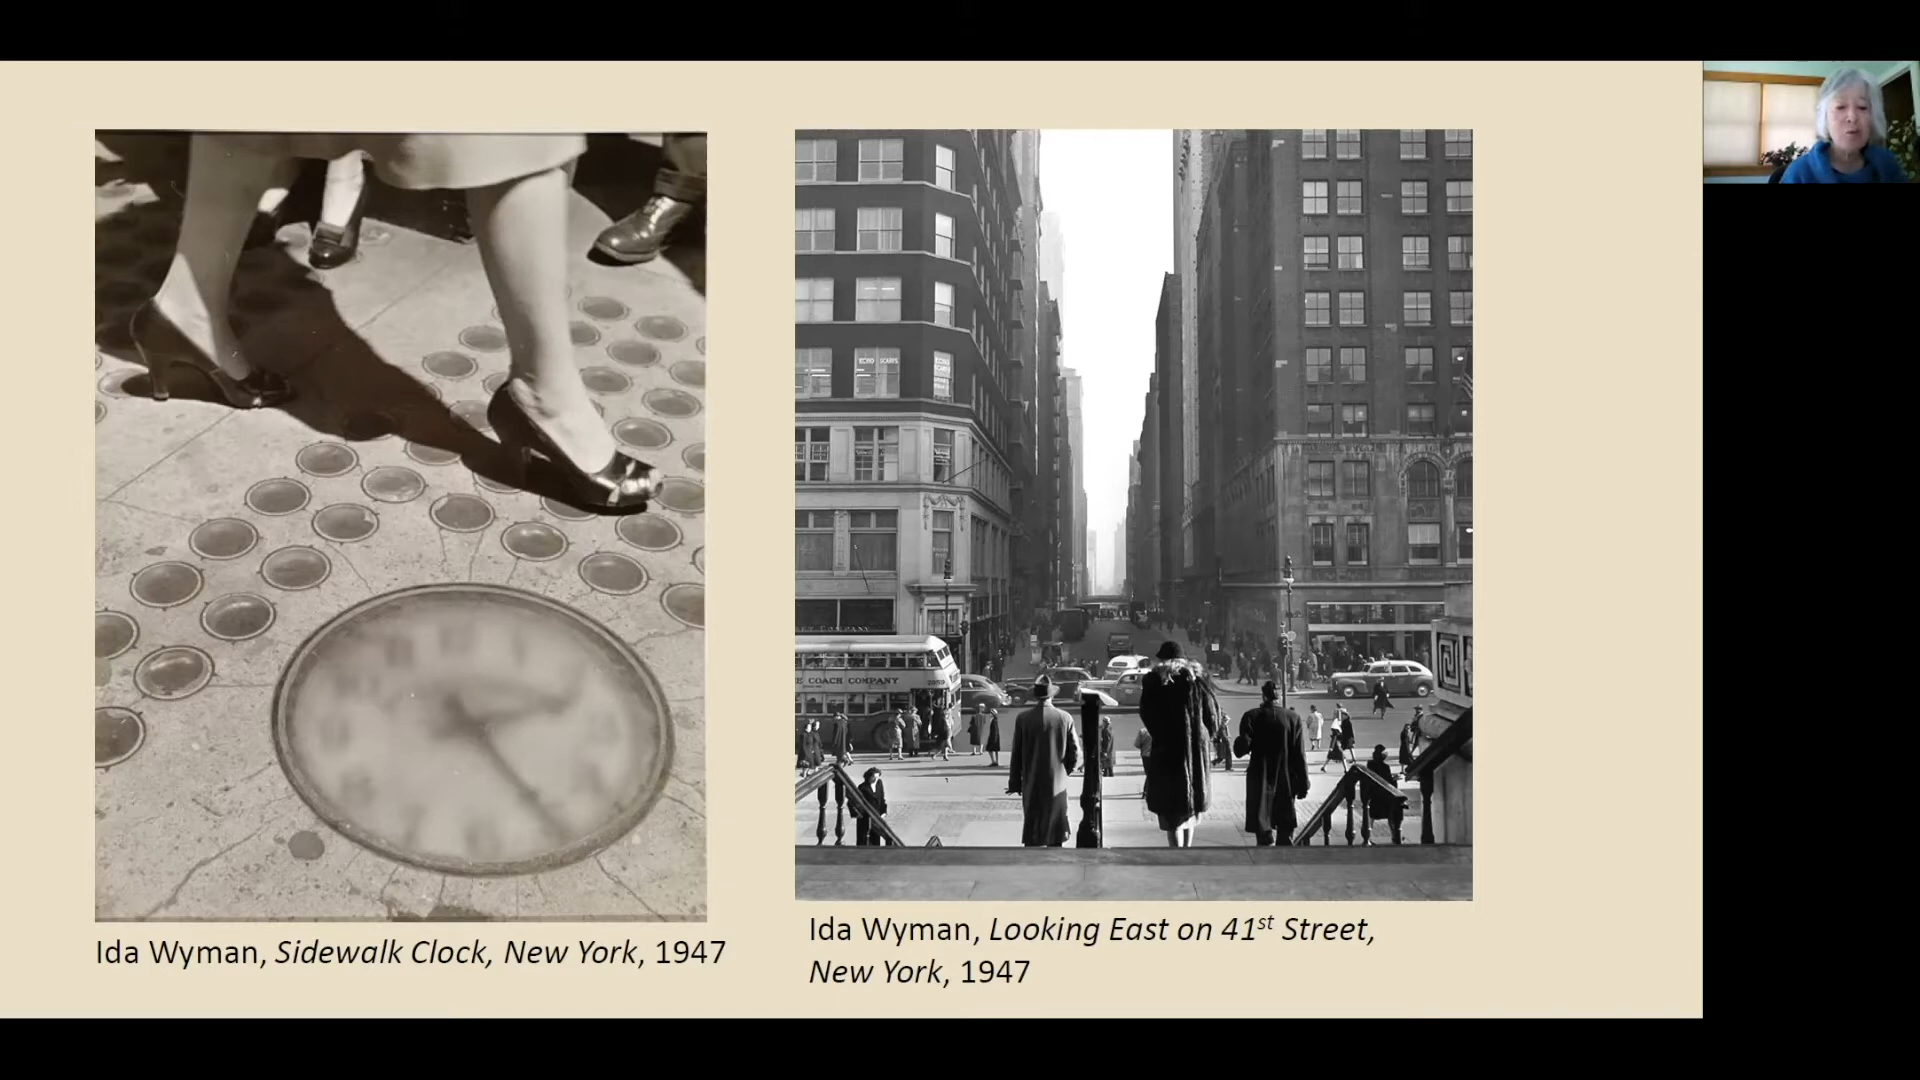 Ida Wyman, Sidewalk Clock, New York, 1947
Ida Wyman, Looking East on 41st Street,
New York, 1947
ECHO SCARFS
E COACH COMPANY